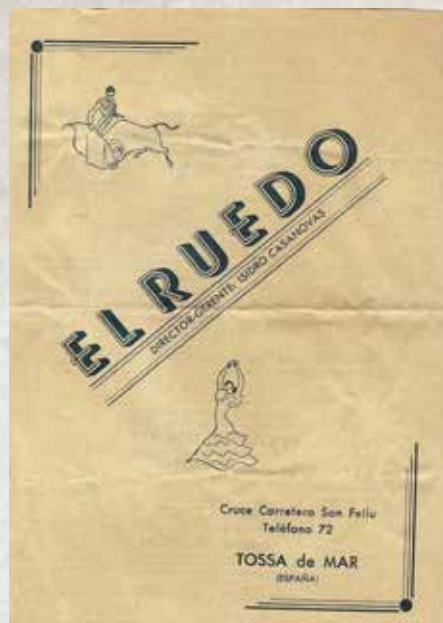 EL RUEDO
DIRECTOR-GERENTE: ISIDRO CASANOVAS
Cruce Carretera San Feliu
Teléfono 72
TOSSA de MAR
(ESPAÑA)